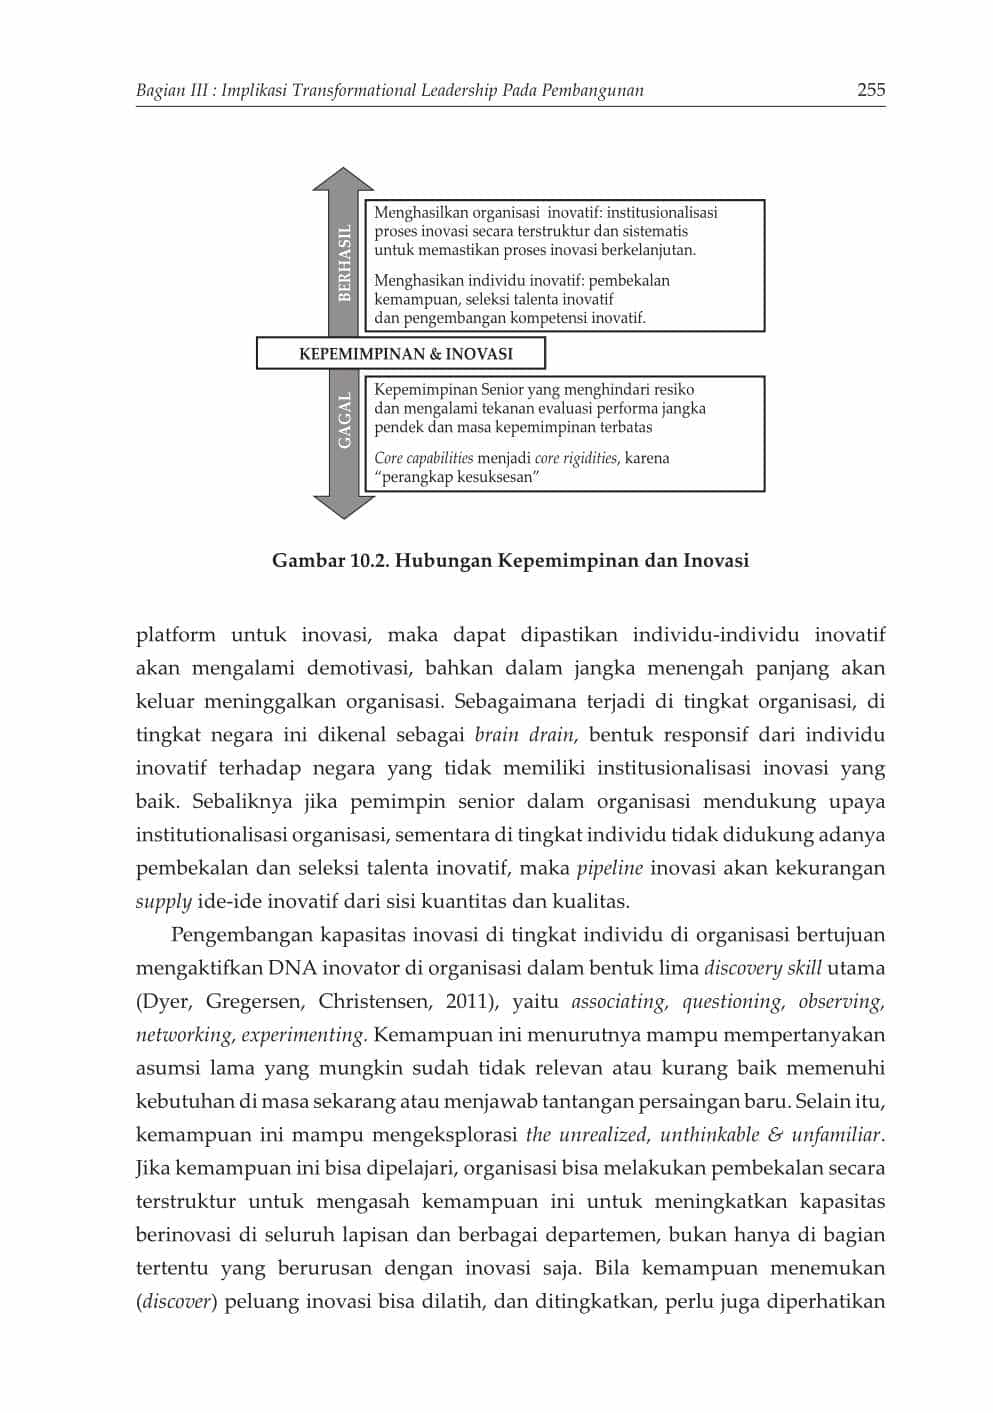 Bagian III : Implikasi Transformational Leadership Pada Pembangunan 255
BERHASIL
Menghasilkan organisasi inovatif: institusionalisasi
proses inovasi secara terstruktur dan sistematis
untuk memastikan proses inovasi berkelanjutan.
Menghasikan individu inovatif: pembekalan
kemampuan, seleksi talenta inovatif
dan pengembangan kompetensi inovatif.
KEPEMIMPINAN & INOVASI
GAGAL
Kepemimpinan Senior yang menghindari resiko
dan mengalami tekanan evaluasi performa jangka
pendek dan masa kepemimpinan terbatas
Core capabilities menjadi core rigidities, karena
“perangkap kesuksesan”
Gambar 10.2. Hubungan Kepemimpinan dan Inovasi
platform untuk inovasi, maka dapat dipastikan individu-individu inovatif
akan mengalami demotivasi, bahkan dalam jangka menengah panjang akan
keluar meninggalkan organisasi. Sebagaimana terjadi di tingkat organisasi, di
tingkat negara ini dikenal sebagai brain drain, bentuk responsif dari individu
inovatif terhadap negara yang tidak memiliki institusionalisasi inovasi yang
baik. Sebaliknya jika pemimpin senior dalam organisasi mendukung upaya
institutionalisasi organisasi, sementara di tingkat individu tidak didukung adanya
pembekalan dan seleksi talenta inovatif, maka pipeline inovasi akan kekurangan
supply ide-ide inovatif dari sisi kuantitas dan kualitas.
Pengembangan kapasitas inovasi di tingkat individu di organisasi bertujuan
mengaktifkan DNA inovator di organisasi dalam bentuk lima discovery skill utama
(Dyer, Gregersen, Christensen, 2011), yaitu associating, questioning, observing,
networking, experimenting. Kemampuan ini menurutnya mampu mempertanyakan
asumsi lama yang mungkin sudah tidak relevan atau kurang baik memenuhi
kebutuhan di masa sekarang atau menjawab tantangan persaingan baru. Selain itu,
kemampuan ini mampu mengeksplorasi the unrealized, unthinkable & unfamiliar.
Jika kemampuan ini bisa dipelajari, organisasi bisa melakukan pembekalan secara
terstruktur untuk mengasah kemampuan ini untuk meningkatkan kapasitas
berinovasi di seluruh lapisan dan berbagai departemen, bukan hanya di bagian
tertentu yang berurusan dengan inovasi saja. Bila kemampuan menemukan
(discover) peluang inovasi bisa dilatih, dan ditingkatkan, perlu juga diperhatikan